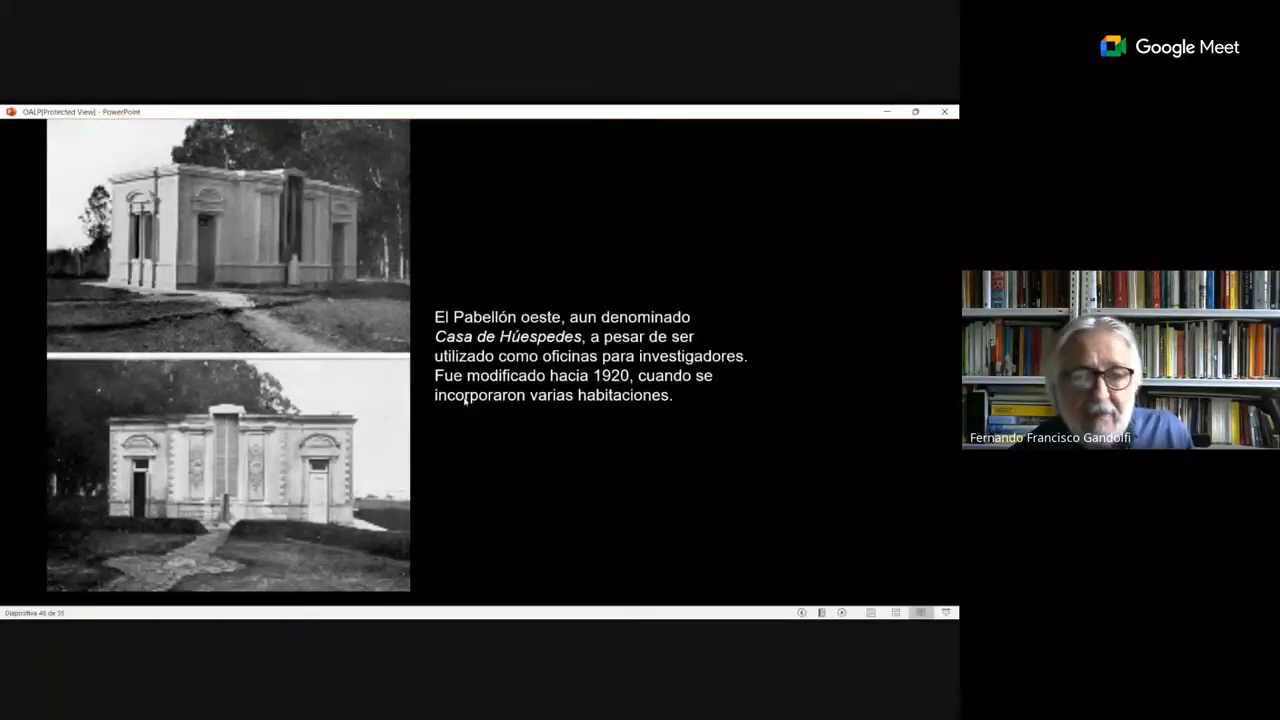 Google Meet
OALP[Protected View] - PowerPoint
El Pabellón oeste, aun denominado
Casa de Húespedes, a pesar de ser
utilizado como oficinas para investigadores.
Fue modificado hacia 1920, cuando se
incorporaron varias habitaciones.
Fernando Francisco Gandolfi